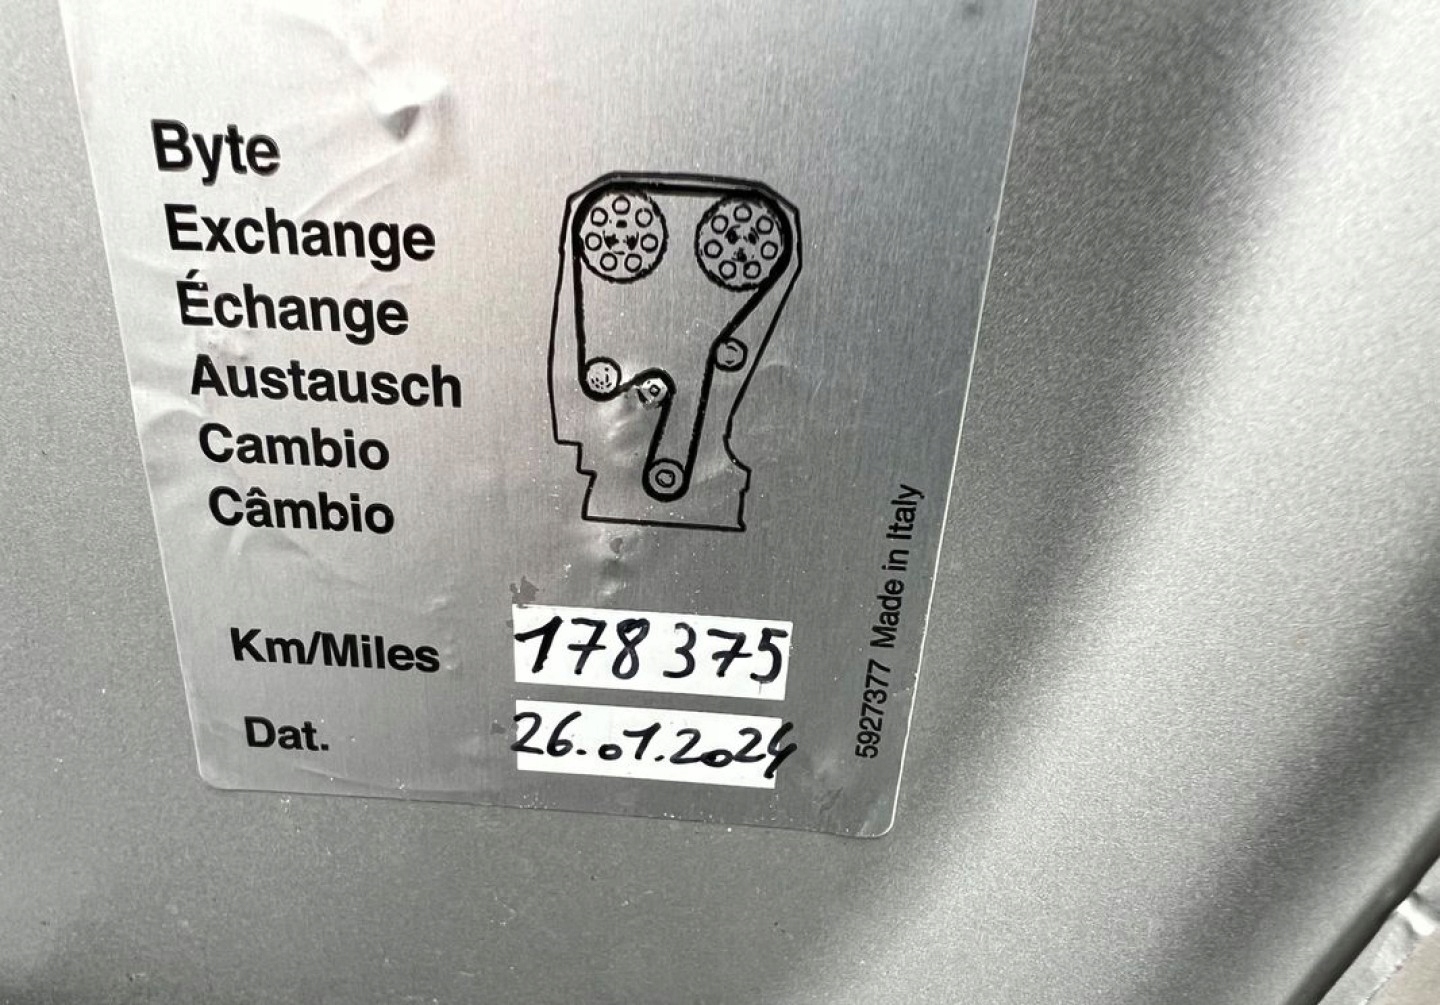 Byte
Exchange
Échange
Austausch
Cambio
Câmbio
Km/Miles 178375
Dat. 26.01.2024
5927377 Made in Italy